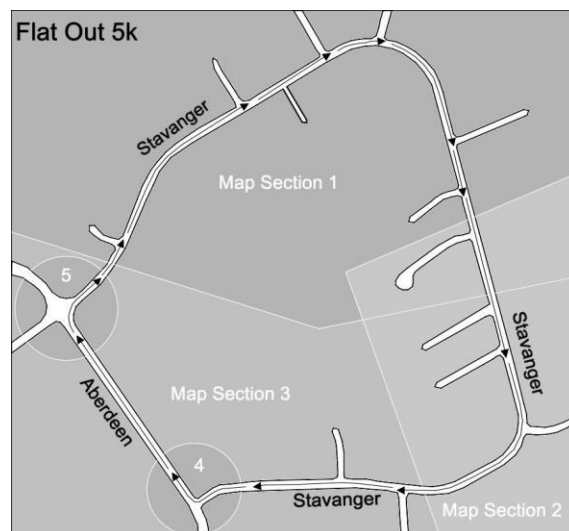 Flat Out 5k
Stavanger
Map Section 1
5
Stavanger
Aberdeen
Map Section 3
4
Stavanger
Map Section 2